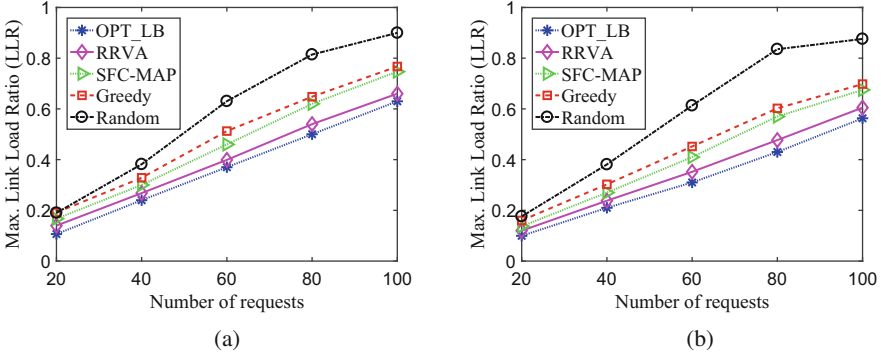 1
0.8
0.6
0.4
0.2
0
Max. Link Load Ratio (LLR)
OPT_LB
RRVA
SFC-MAP
Greedy
Random
20 40 60 80 100
Number of requests
(a)
1
0.8
0.6
0.4
0.2
0
Max. Link Load Ratio (LLR)
OPT_LB
RRVA
SFC-MAP
Greedy
Random
20 40 60 80 100
Number of requests
(b)